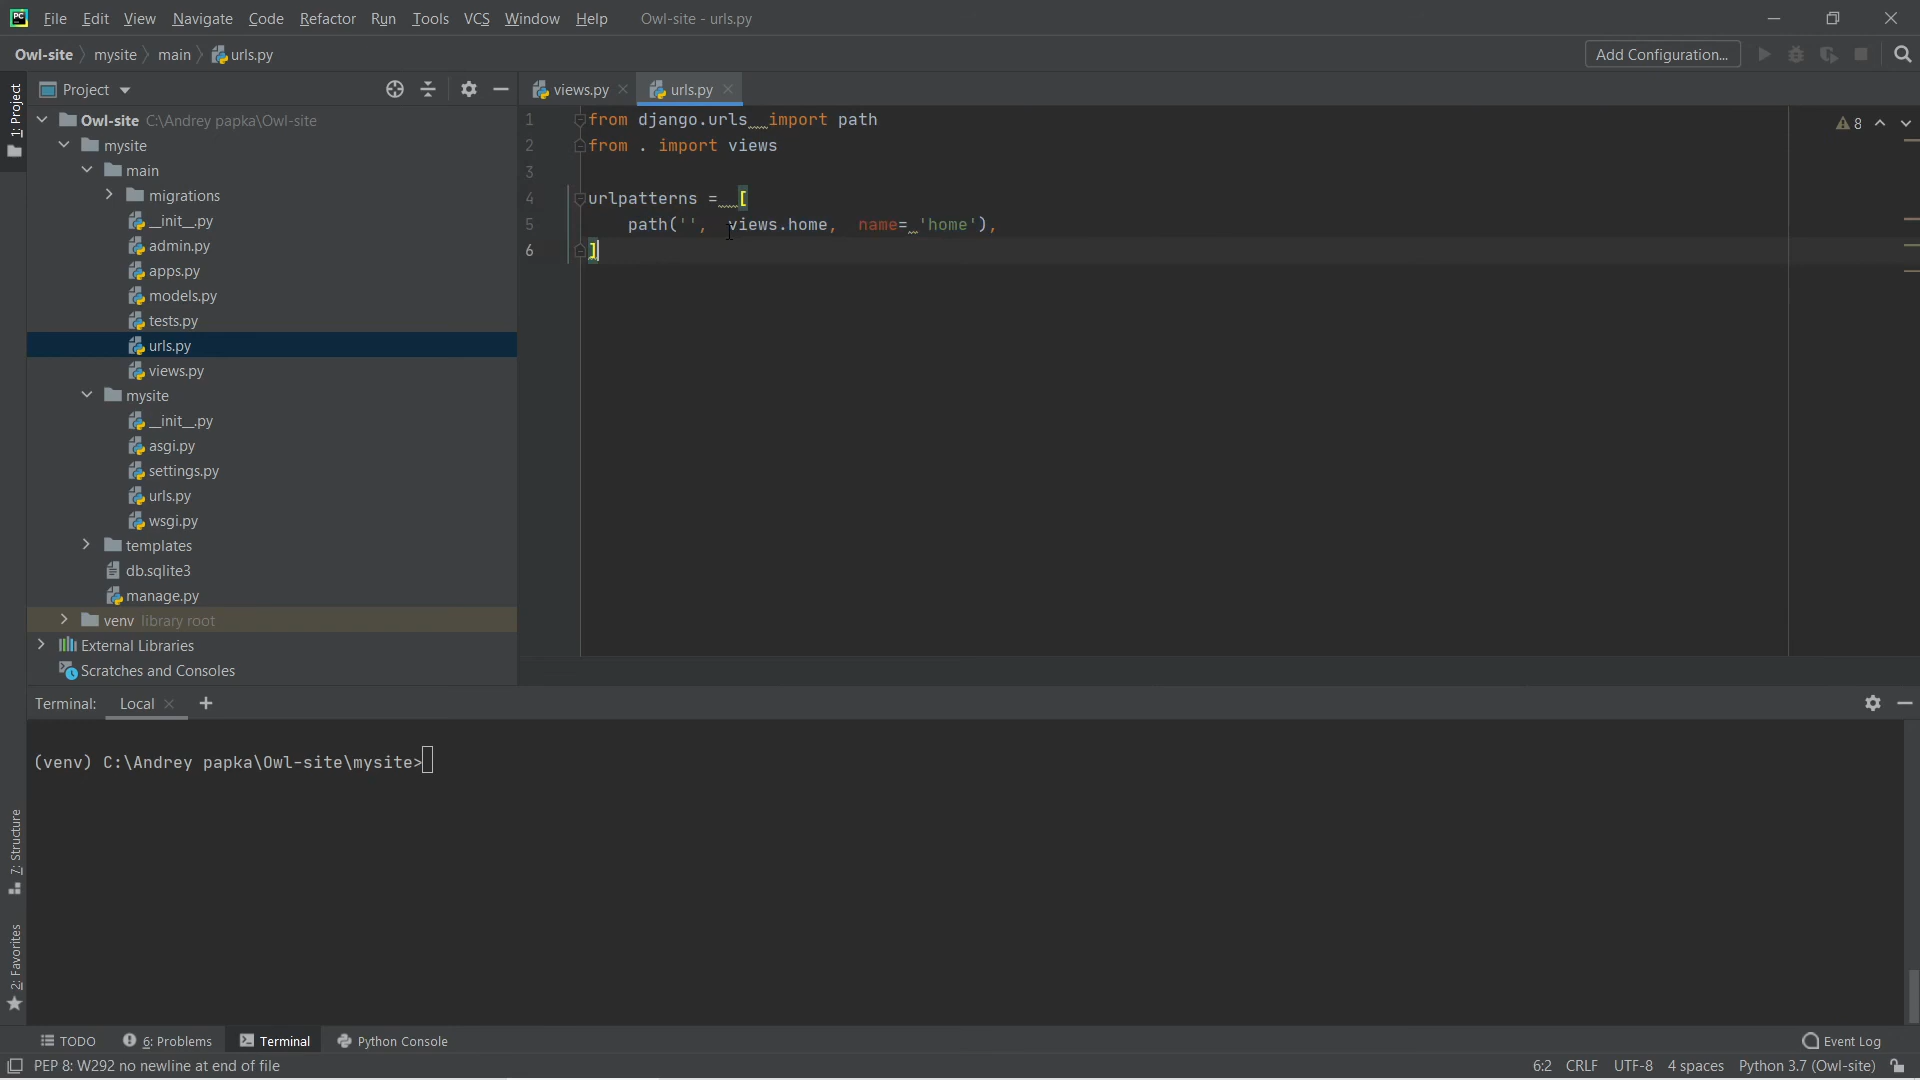 PC File Edit View Navigate Code Refactor Run Tools VCS Window Help Owl-site - urls.py
Owl-site mysite main urls.py Add Configuration...
1: Project
Project
Owl-site C:\Andrey papka\Owl-site
mysite
main
migrations
__init__.py
admin.py
apps.py
models.py
tests.py
urls.py
views.py
mysite
__init__.py
asgi.py
settings.py
urls.py
wsgi.py
templates
db.sqlite3
manage.py
venv library root
External Libraries
Scratches and Consoles
views.py urls.py
8
1 from django.urls  import path
2 from . import views
3
4 urlpatterns =  [
5     path('',  views.home,  name= 'home'),
6 ]
Terminal: Local
(venv) C:\Andrey papka\Owl-site\mysite>
7: Structure
2: Favorites
TODO 6: Problems Terminal Python Console Event Log
PEP 8: W292 no newline at end of file 6:2 CRLF UTF-8 4 spaces Python 3.7 (Owl-site)